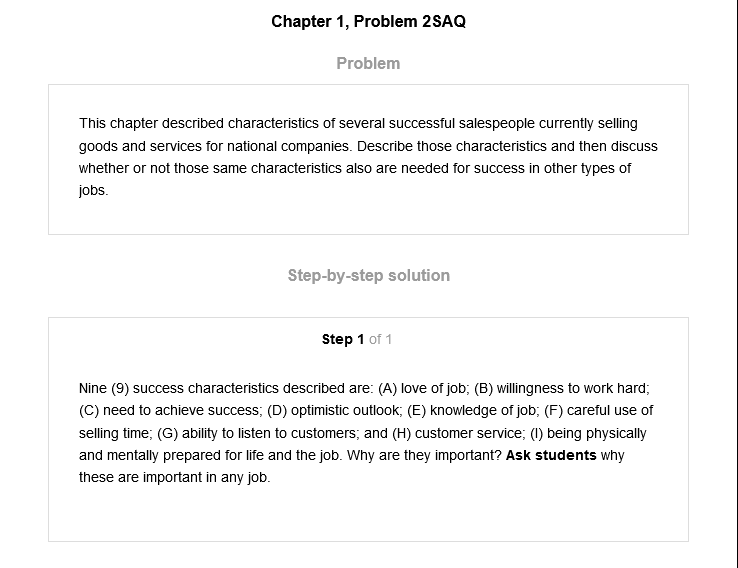 Chapter 1, Problem 2SAQ
Problem
This chapter described characteristics of several successful salespeople currently selling
goods and services for national companies. Describe those characteristics and then discuss
whether or not those same characteristics also are needed for success in other types of
jobs.
Step-by-step solution
Step 1 of 1
Nine (9) success characteristics described are: (A) love of job; (B) willingness to work hard;
(C) need to achieve success; (D) optimistic outlook; (E) knowledge of job; (F) careful use of
selling time; (G) ability to listen to customers; and (H) customer service; (I) being physically
and mentally prepared for life and the job. Why are they important? Ask students why
these are important in any job.